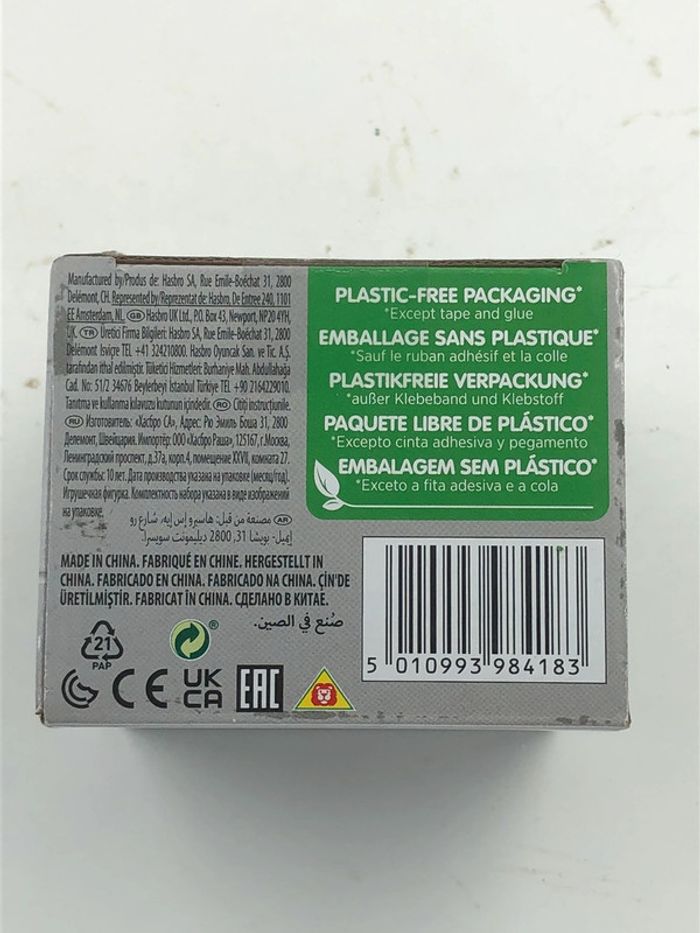 Manufactured by/Produs de: Hasbro SA, Rue Emile-Boéchat 31, 2800
Delémont, CH. Represented by/Reprezentat de: Hasbro, De Entree 240, 1101
EE Amsterdam, NL. GB Hasbro UK Ltd., P.O. Box 43, Newport, NP20 4YH,
UK. TR Üretici Firma Bilgileri: Hasbro SA, Rue Emile-Boéchat 31, 2800
Delémont İsviçre TEL +41 324210800. Hasbro Oyuncak San. ve Tic. A.Ş.
tarafından ithal edilmiştir. Tüketici Hizmetleri: Burhaniye Mah. Abdullahağa
Cad. No: 51/2 34676 Beylerbeyi İstanbul Türkiye TEL +90 2164229010.
Tanıtma ve kullanma kılavuzu kutunun içindedir. RO Citiți instrucțiunile.
RU Изготовитель: «Хасбро СА», Адрес: Рю Эмиль Боша 31, 2800
Делемонт, Швейцария. Импортёр: ООО «Хасбро Раша», 125167, г.Москва,
Ленинградский проспект, д.37а, корп.4, помещение XXVII, комната 27.
Срок службы: 10 лет. Дата производства указана на упаковке (месяц/год).
Игрушечная фигурка. Комплектность набора указана в виде изображений
на упаковке.
AR مصنعة من قبل: هاسبرو إس إيه، شارع رو
إميل- بويشا 31، 2800 ديليمونت سويسرا.
MADE IN CHINA. FABRIQUÉ EN CHINE. HERGESTELLT IN
CHINA. FABRICADO EN CHINA. FABRICADO NA CHINA. ÇİN'DE
ÜRETİLMİŞTİR. FABRICAT ÎN CHINA. СДЕЛАНО В КИТАЕ.
صُنع في الصين.
21
PAP
®
CE
UK
CA
EAC
PLASTIC-FREE PACKAGING*
*Except tape and glue
EMBALLAGE SANS PLASTIQUE*
*Sauf le ruban adhésif et la colle
PLASTIKFREIE VERPACKUNG*
*außer Klebeband und Klebstoff
PAQUETE LIBRE DE PLÁSTICO*
*Excepto cinta adhesiva y pegamento
EMBALAGEM SEM PLÁSTICO*
*Exceto a fita adesiva e a cola
5 010993 984183